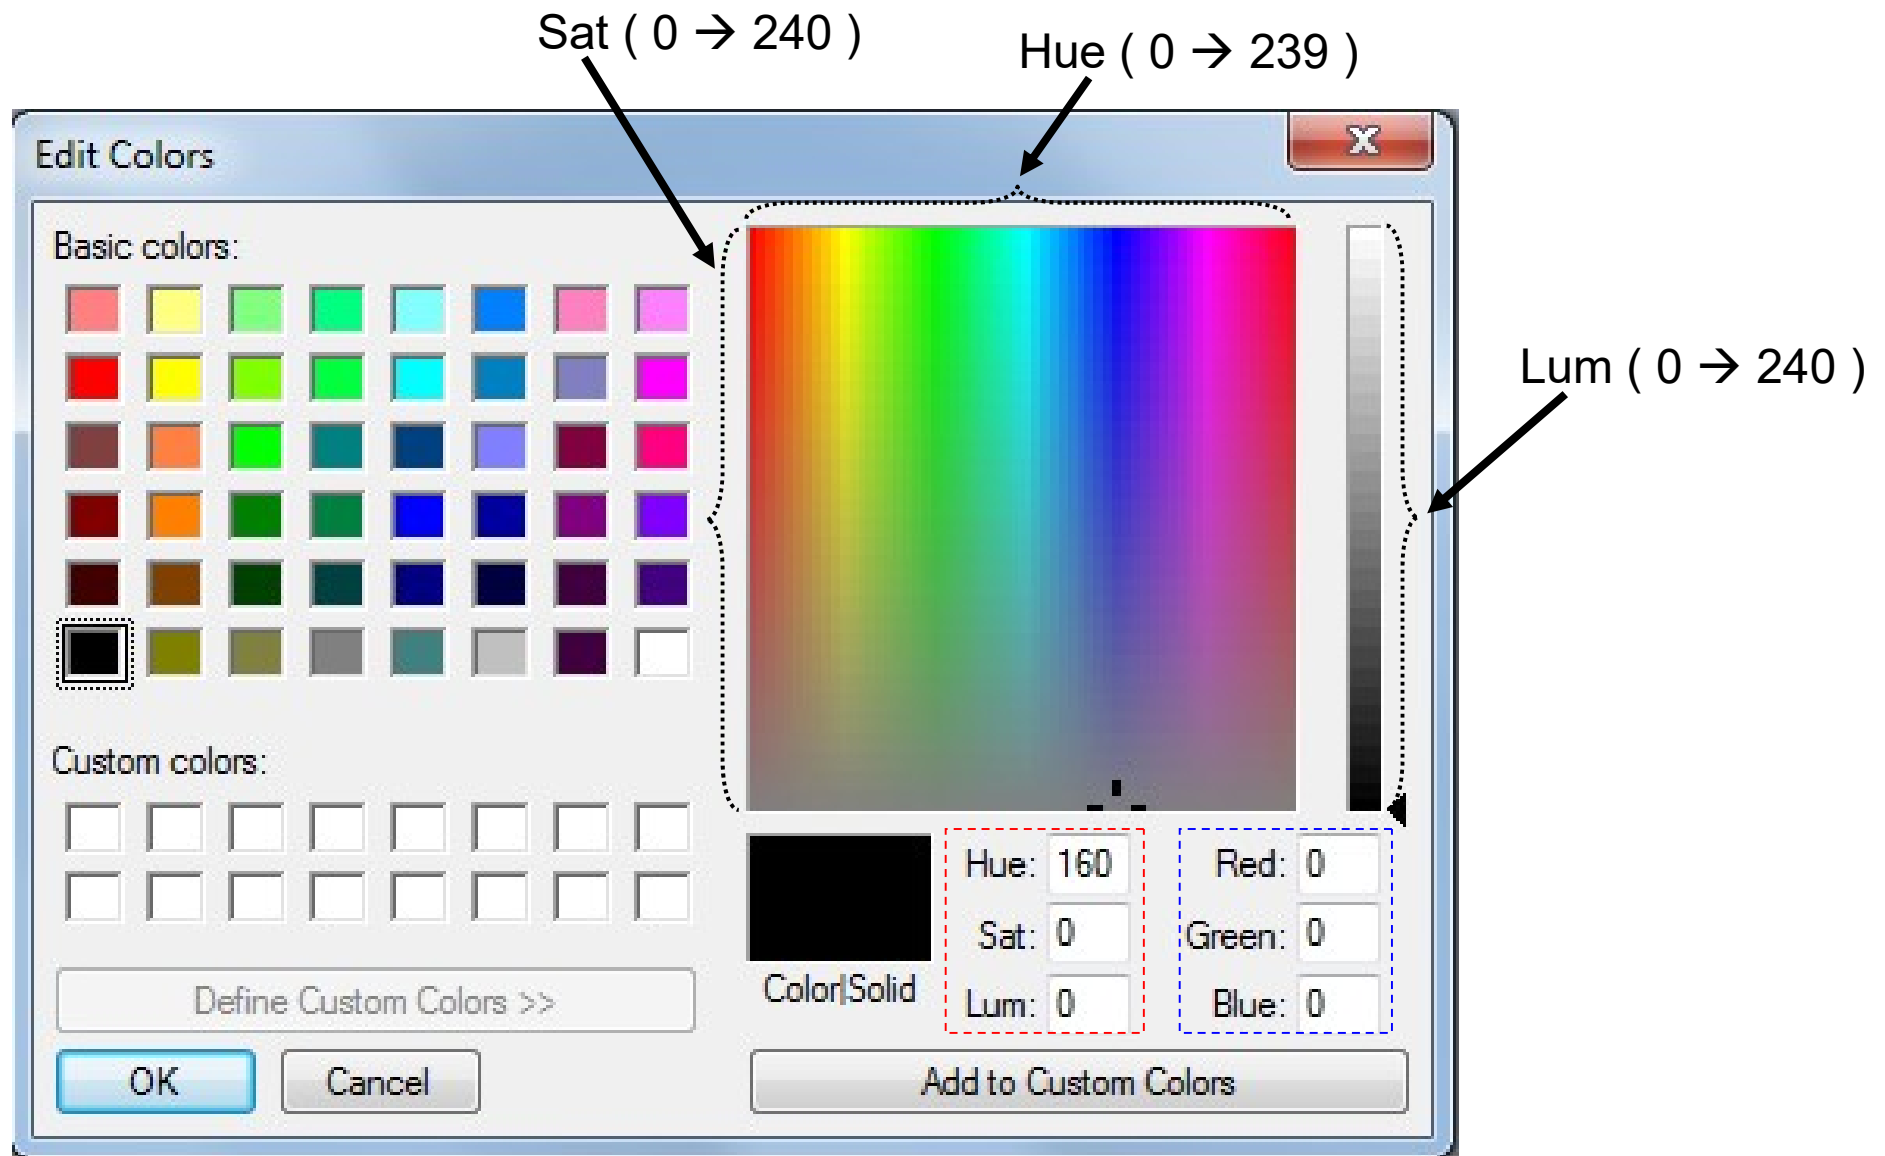 Sat ( 0 → 240 )
Hue ( 0 → 239 )
Edit Colors
Basic colors:
Lum ( 0 → 240 )
Custom colors:
Hue: 160
Red: 0
Sat: 0
Green: 0
Color|Solid
Lum: 0
Blue: 0
Define Custom Colors >>
OK
Cancel
Add to Custom Colors